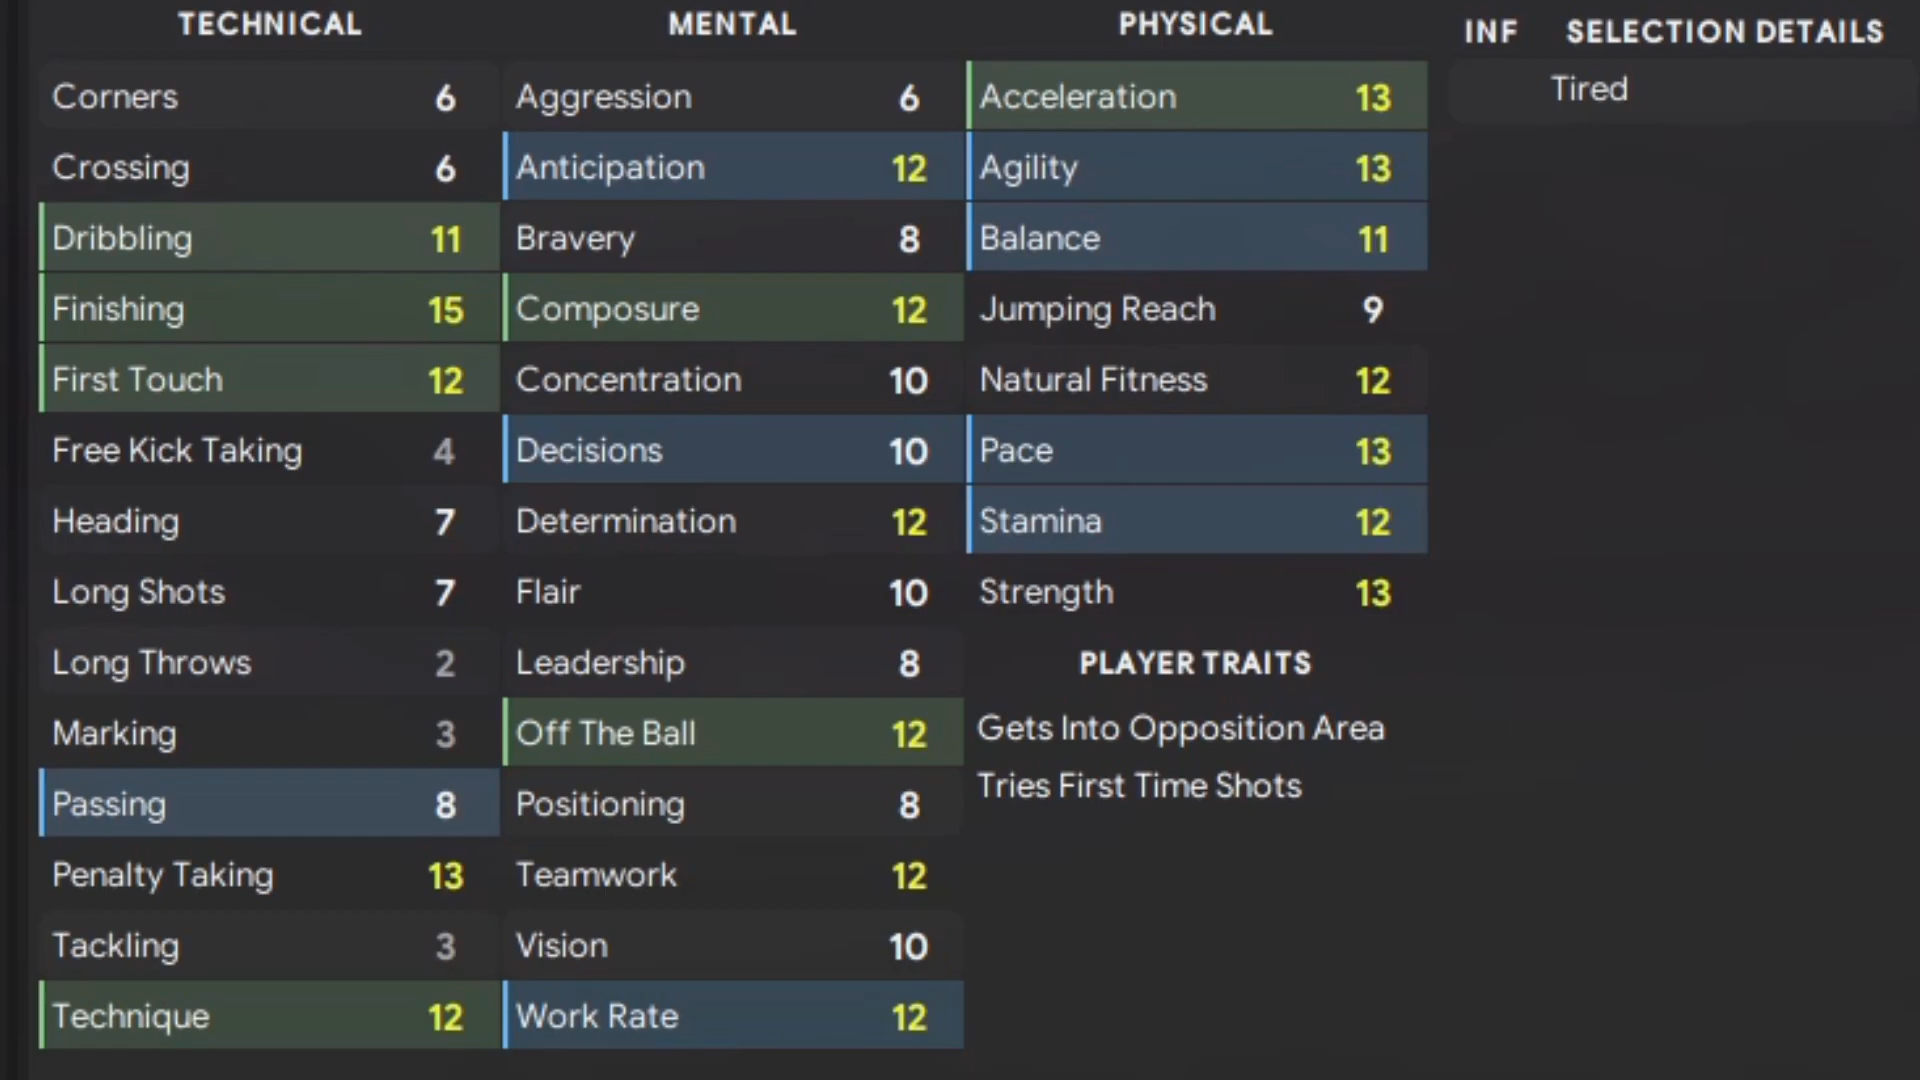 TECHNICAL
Corners 6
Crossing 6
Dribbling 11
Finishing 15
First Touch 12
Free Kick Taking 4
Heading 7
Long Shots 7
Long Throws 2
Marking 3
Passing 8
Penalty Taking 13
Tackling 3
Technique 12
MENTAL
Aggression 6
Anticipation 12
Bravery 8
Composure 12
Concentration 10
Decisions 10
Determination 12
Flair 10
Leadership 8
Off The Ball 12
Positioning 8
Teamwork 12
Vision 10
Work Rate 12
PHYSICAL
Acceleration 13
Agility 13
Balance 11
Jumping Reach 9
Natural Fitness 12
Pace 13
Stamina 12
Strength 13
PLAYER TRAITS
Gets Into Opposition Area
Tries First Time Shots
INF SELECTION DETAILS
Tired